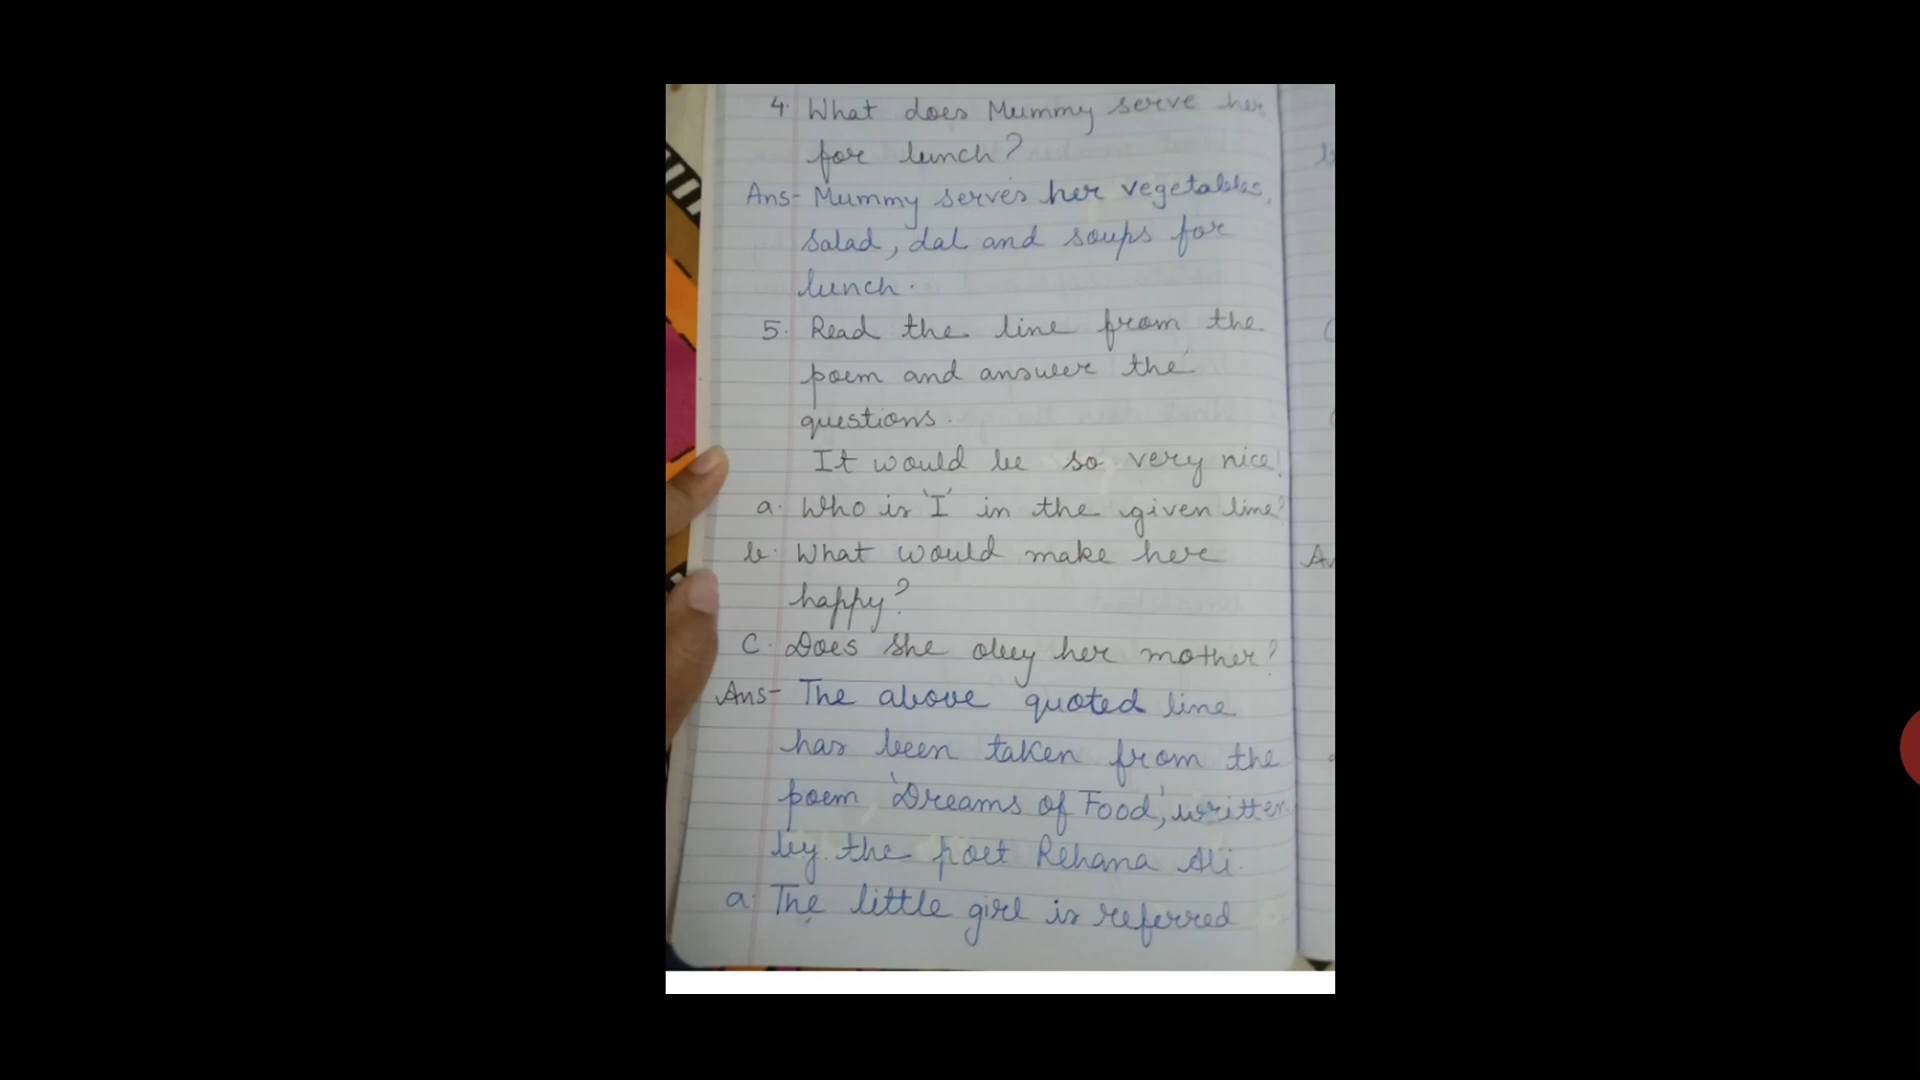 4. What does Mummy serve her
for lunch?
Ans- Mummy serves her vegetables,
salad, dal and soups for
lunch.
5. Read the line from the
poem and answer the
questions.
It would be so very nice!
a. Who is 'I' in the given line?
b. What would make her
happy?
C. Does she obey her mother?
Ans- The above quoted line
has been taken from the
poem, 'Dreams of Food', written
by the poet Rehana Ali.
a. The little girl is referred